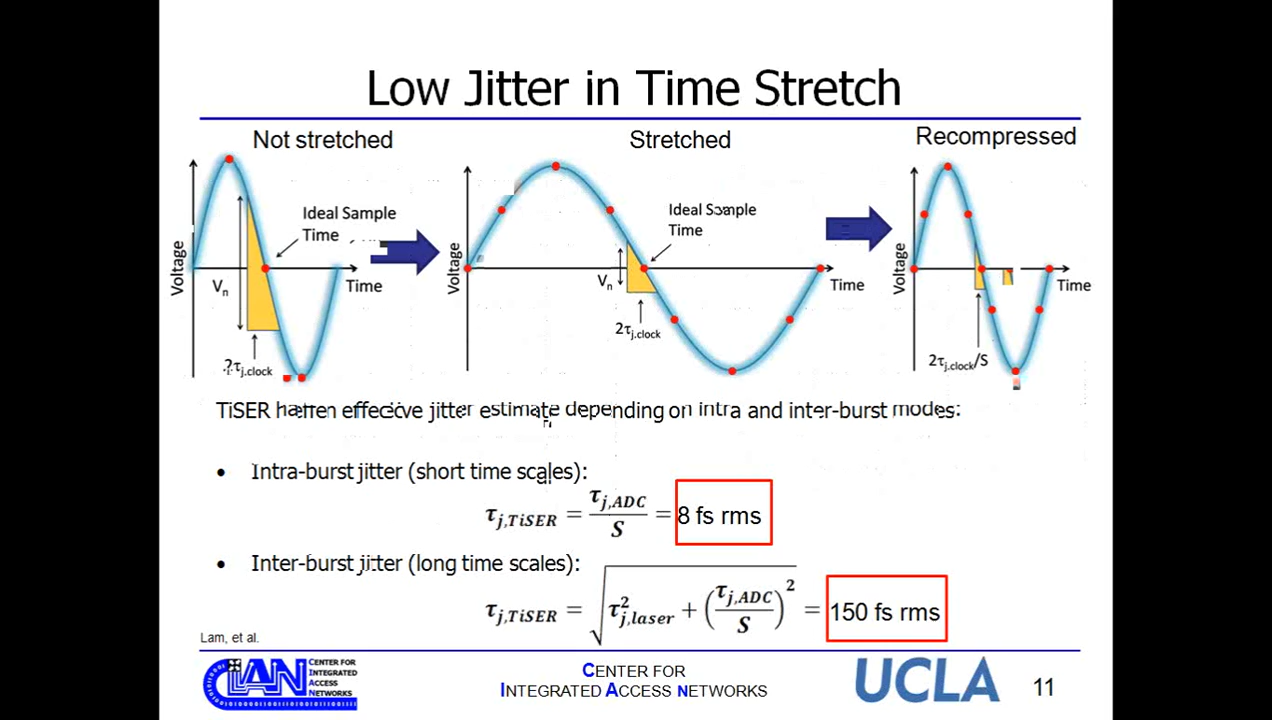 Low Jitter in Time Stretch
Not stretched
Stretched
Recompressed
Voltage
Ideal Sample
Time
Vn
Time
τj.clock
Voltage
Ideal Sample
Time
Vn
Time
2τj.clock
Voltage
Time
2τj.clock/S
TiSER effective jitter estimate depending on intra and inter-burst modes:
• Intra-burst jitter (short time scales):
τj,TiSER = τj,ADC / S = 8 fs rms
• Inter-burst jitter (long time scales):
τj,TiSER = √(τ²j,laser + (τj,ADC / S)²) = 150 fs rms
Lam, et al.
CIAN
CENTER FOR
INTEGRATED
ACCESS
NETWORKS
CENTER FOR
INTEGRATED ACCESS NETWORKS
UCLA
11